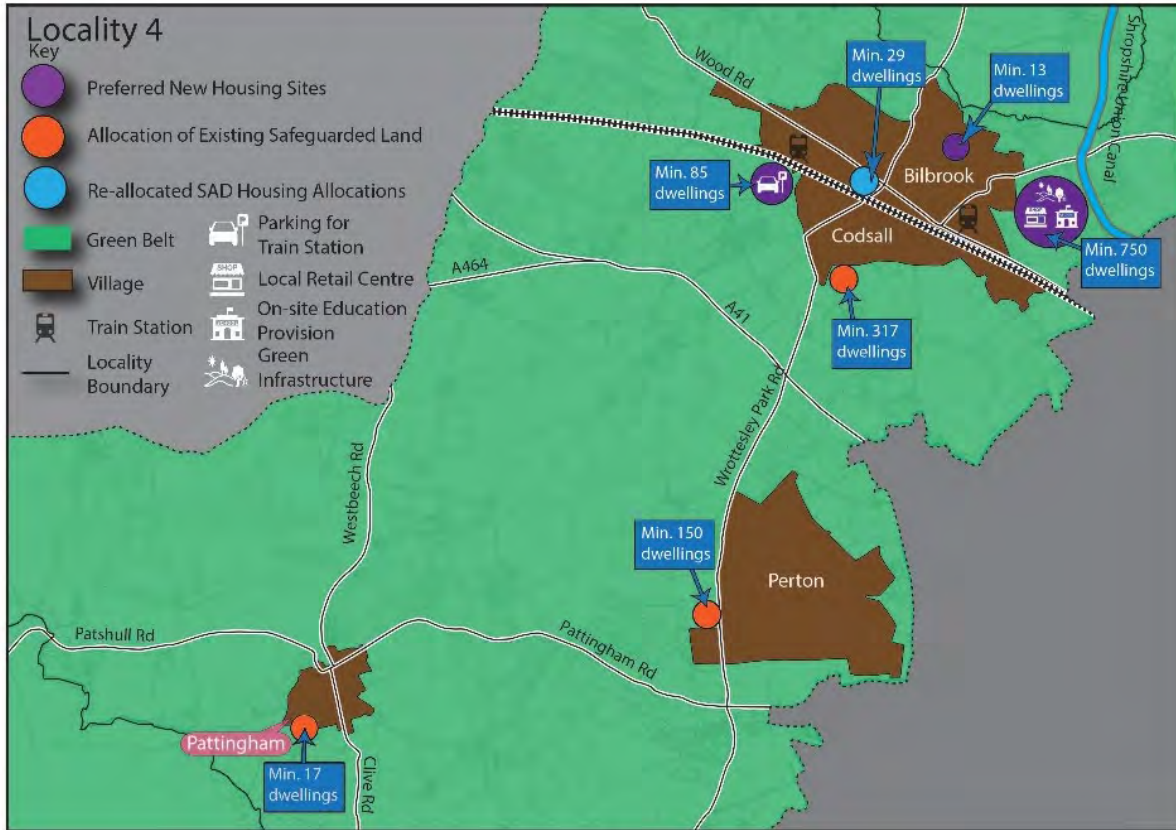 Locality 4
Key
Preferred New Housing Sites
Allocation of Existing Safeguarded Land
Re-allocated SAD Housing Allocations
Green Belt
Village
Train Station
Locality
Boundary
P
Parking for
Train Station
SHOP
Local Retail Centre
On-site Education
Provision
Green
Infrastructure
Wood Rd
Min. 29
dwellings
Min. 13
dwellings
Shropshire Union Canal
Min. 85
dwellings
P
Bilbrook
SHOP
Codsall
Min. 750
dwellings
A464
A41
Min. 317
dwellings
Wrottesley Park Rd
Westbeech Rd
Min. 150
dwellings
Perton
Patshull Rd
Pattingham Rd
Pattingham
Min. 17
dwellings
Clive Rd